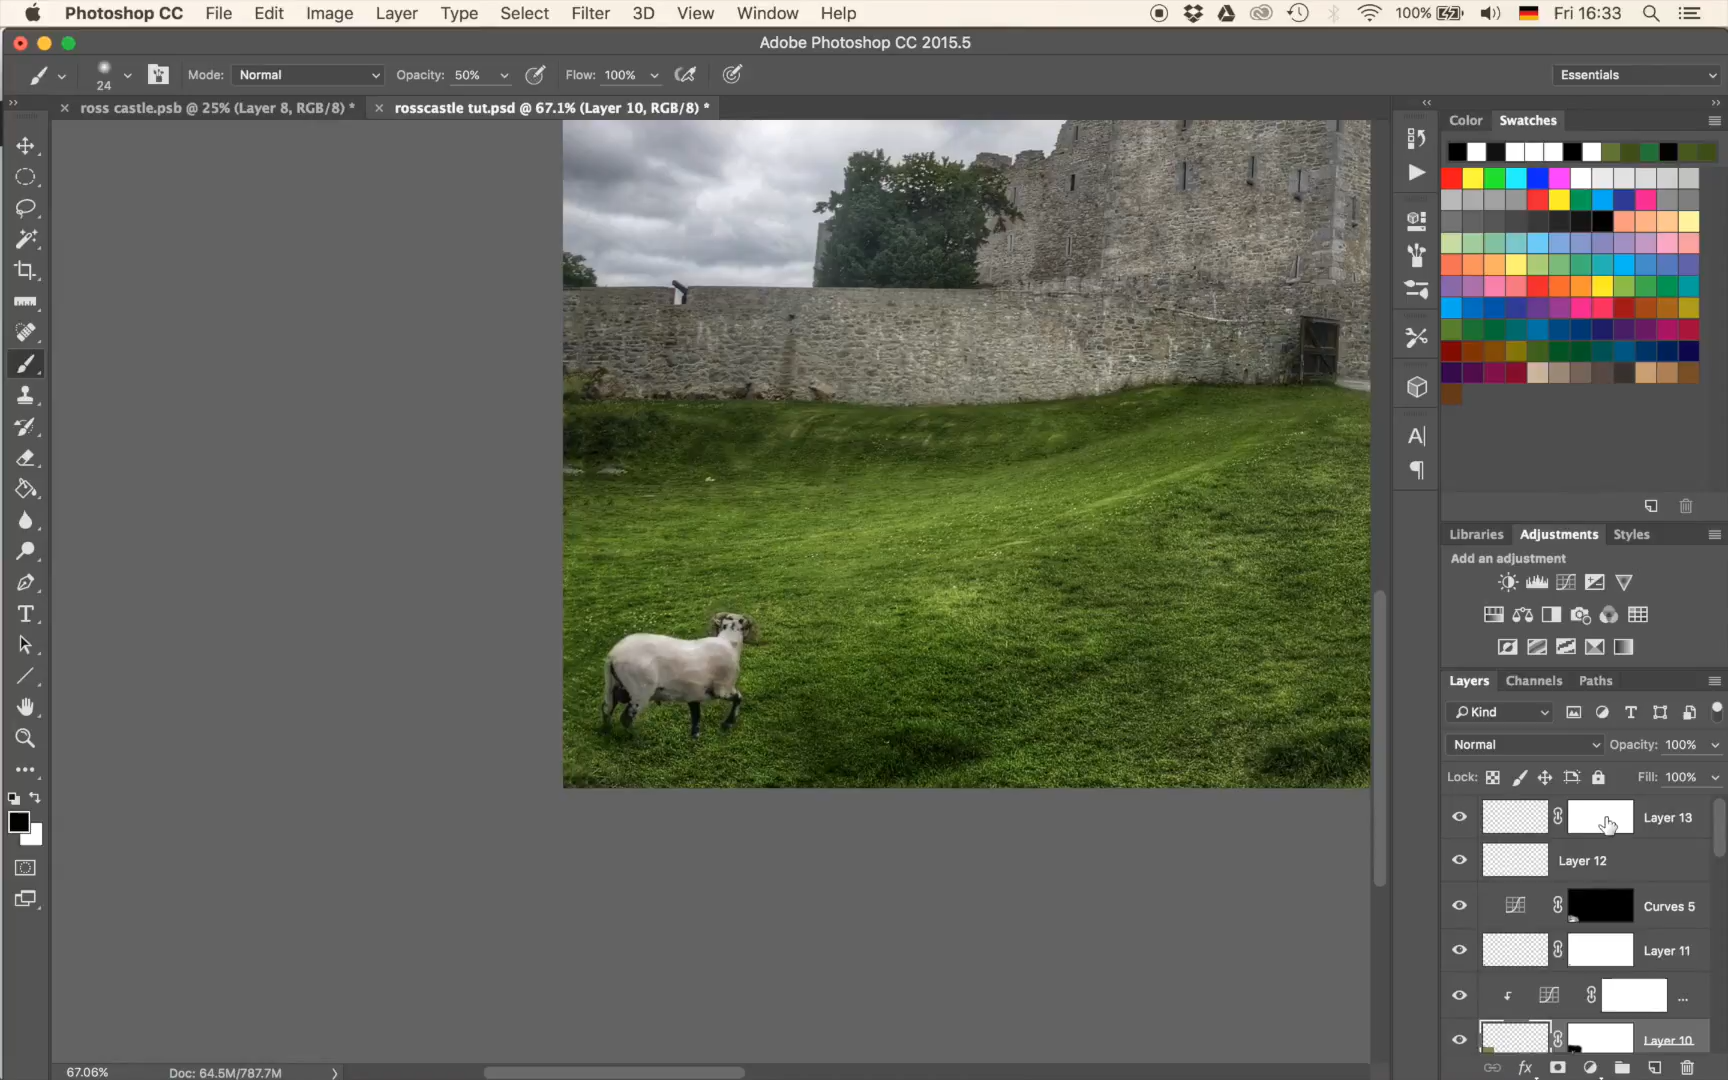 Photoshop CC File Edit Image Layer Type Select Filter 3D View Window Help 100% Fri 16:33
Adobe Photoshop CC 2015.5
24 Mode: Normal Opacity: 50% Flow: 100% Essentials
ross castle.psb @ 25% (Layer 8, RGB/8) * rosscastle tut.psd @ 67.1% (Layer 10, RGB/8) *
Color Swatches
Libraries Adjustments Styles
Add an adjustment
Layers Channels Paths
Kind
Normal Opacity: 100%
Lock: Fill: 100%
Layer 13
Layer 12
Curves 5
Layer 11
...
Layer 10
fx
67.06% Doc: 64.5M/787.7M